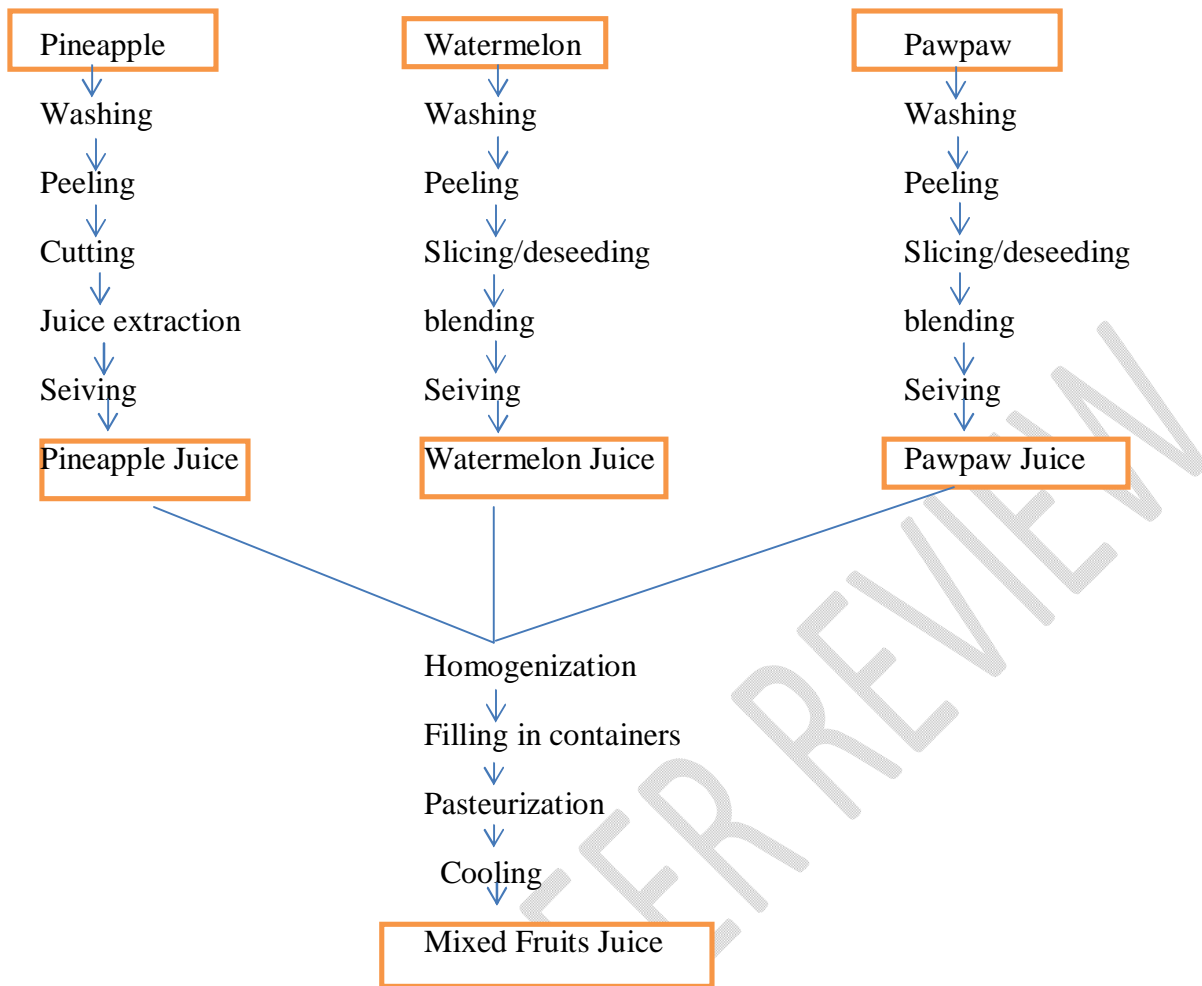 Pineapple Watermelon Pawpaw
Washing Washing Washing
Peeling Peeling Peeling
Cutting Slicing/deseeding Slicing/deseeding
Juice extraction blending blending
Seiving Seiving Seiving
Pineapple Juice Watermelon Juice Pawpaw Juice
Homogenization
Filling in containers
Pasteurization
Cooling
Mixed Fruits Juice
ER REVIEW